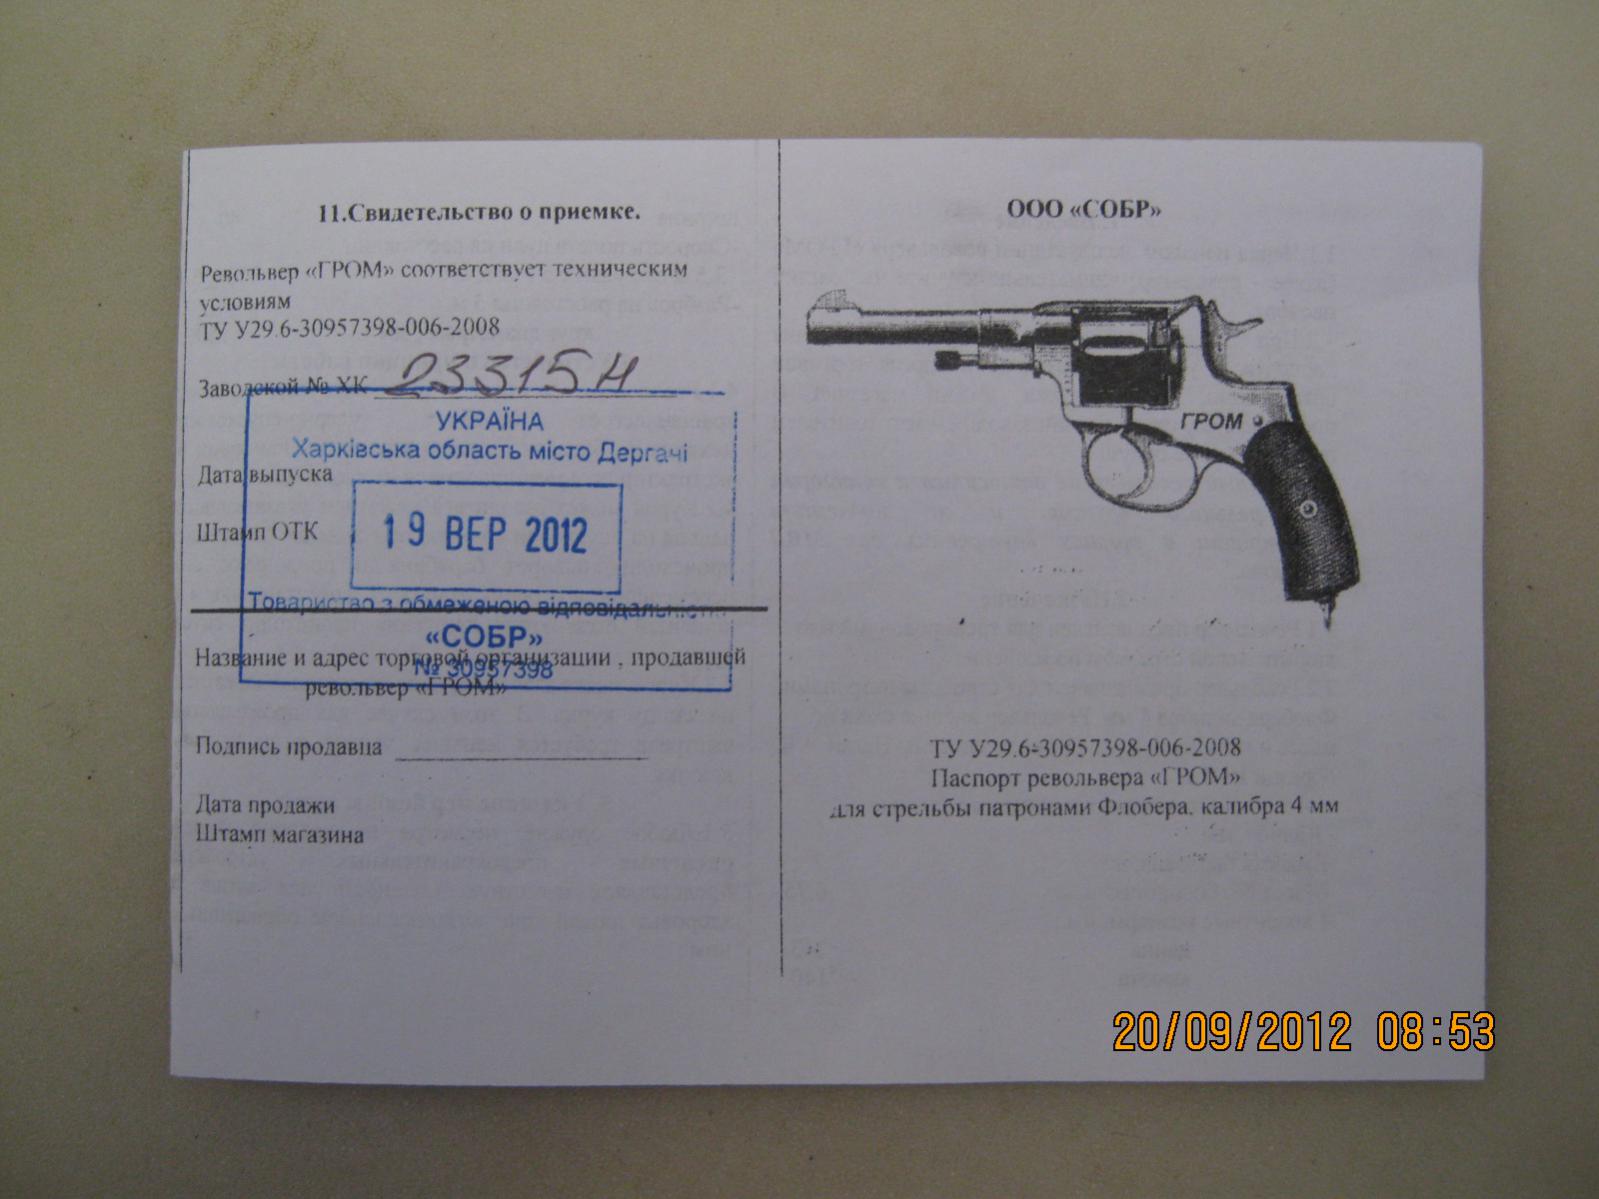 11.Свидетельство о приемке.
Револьвер «ГРОМ» соответствует техническим
условиям
ТУ У29.6-30957398-006-2008
Заводской № ХК 233154
УКРАЇНА
Харківська область місто Дергачі
Дата выпуска
Штамп ОТК
19 ВЕР 2012
Товариство з обмеженою відповідальністю
«СОБР»
№ 30957398
Название и адрес торговой организации , продавшей
револьвер «ГРОМ»
Подпись продавца
Дата продажи
Штамп магазина
ООО «СОБР»
ГРОМ
ТУ У29.6-30957398-006-2008
Паспорт револьвера «ГРОМ»
для стрельбы патронами Флобера. калибра 4 мм
20/09/2012 08:53